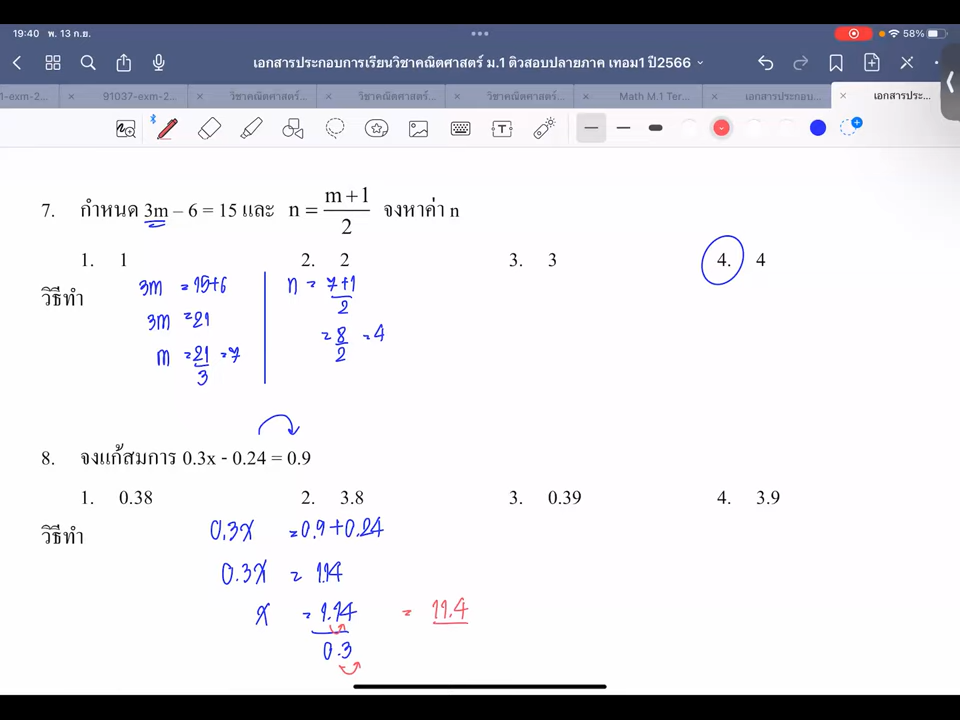 19:40 พ. 13 ก.ย.
58%
เอกสารประกอบการเรียนวิชาคณิตศาสตร์ ม.1 ติวสอบปลายภาค เทอม1 ปี2566
1-exm-2... 91037-exm-2... วิชาคณิตศาสตร์... วิชาคณิตศาสตร์... วิชาคณิตศาสตร์... Math M.1 Ter... เอกสารประกอบ... เอกสารประ...
7. กำหนด 3m – 6 = 15 และ n = (m+1)/2 จงหาค่า n
1. 1 2. 2 3. 3 4. 4
วิธีทำ
3m = 15+6
3m = 21
m = 21/3 = 7
n = (7+1)/2
= 8/2 = 4
8. จงแก้สมการ 0.3x - 0.24 = 0.9
1. 0.38 2. 3.8 3. 0.39 4. 3.9
วิธีทำ
0.3x = 0.9+0.24
0.3x = 1.14
x = 1.14/0.3 = 11.4